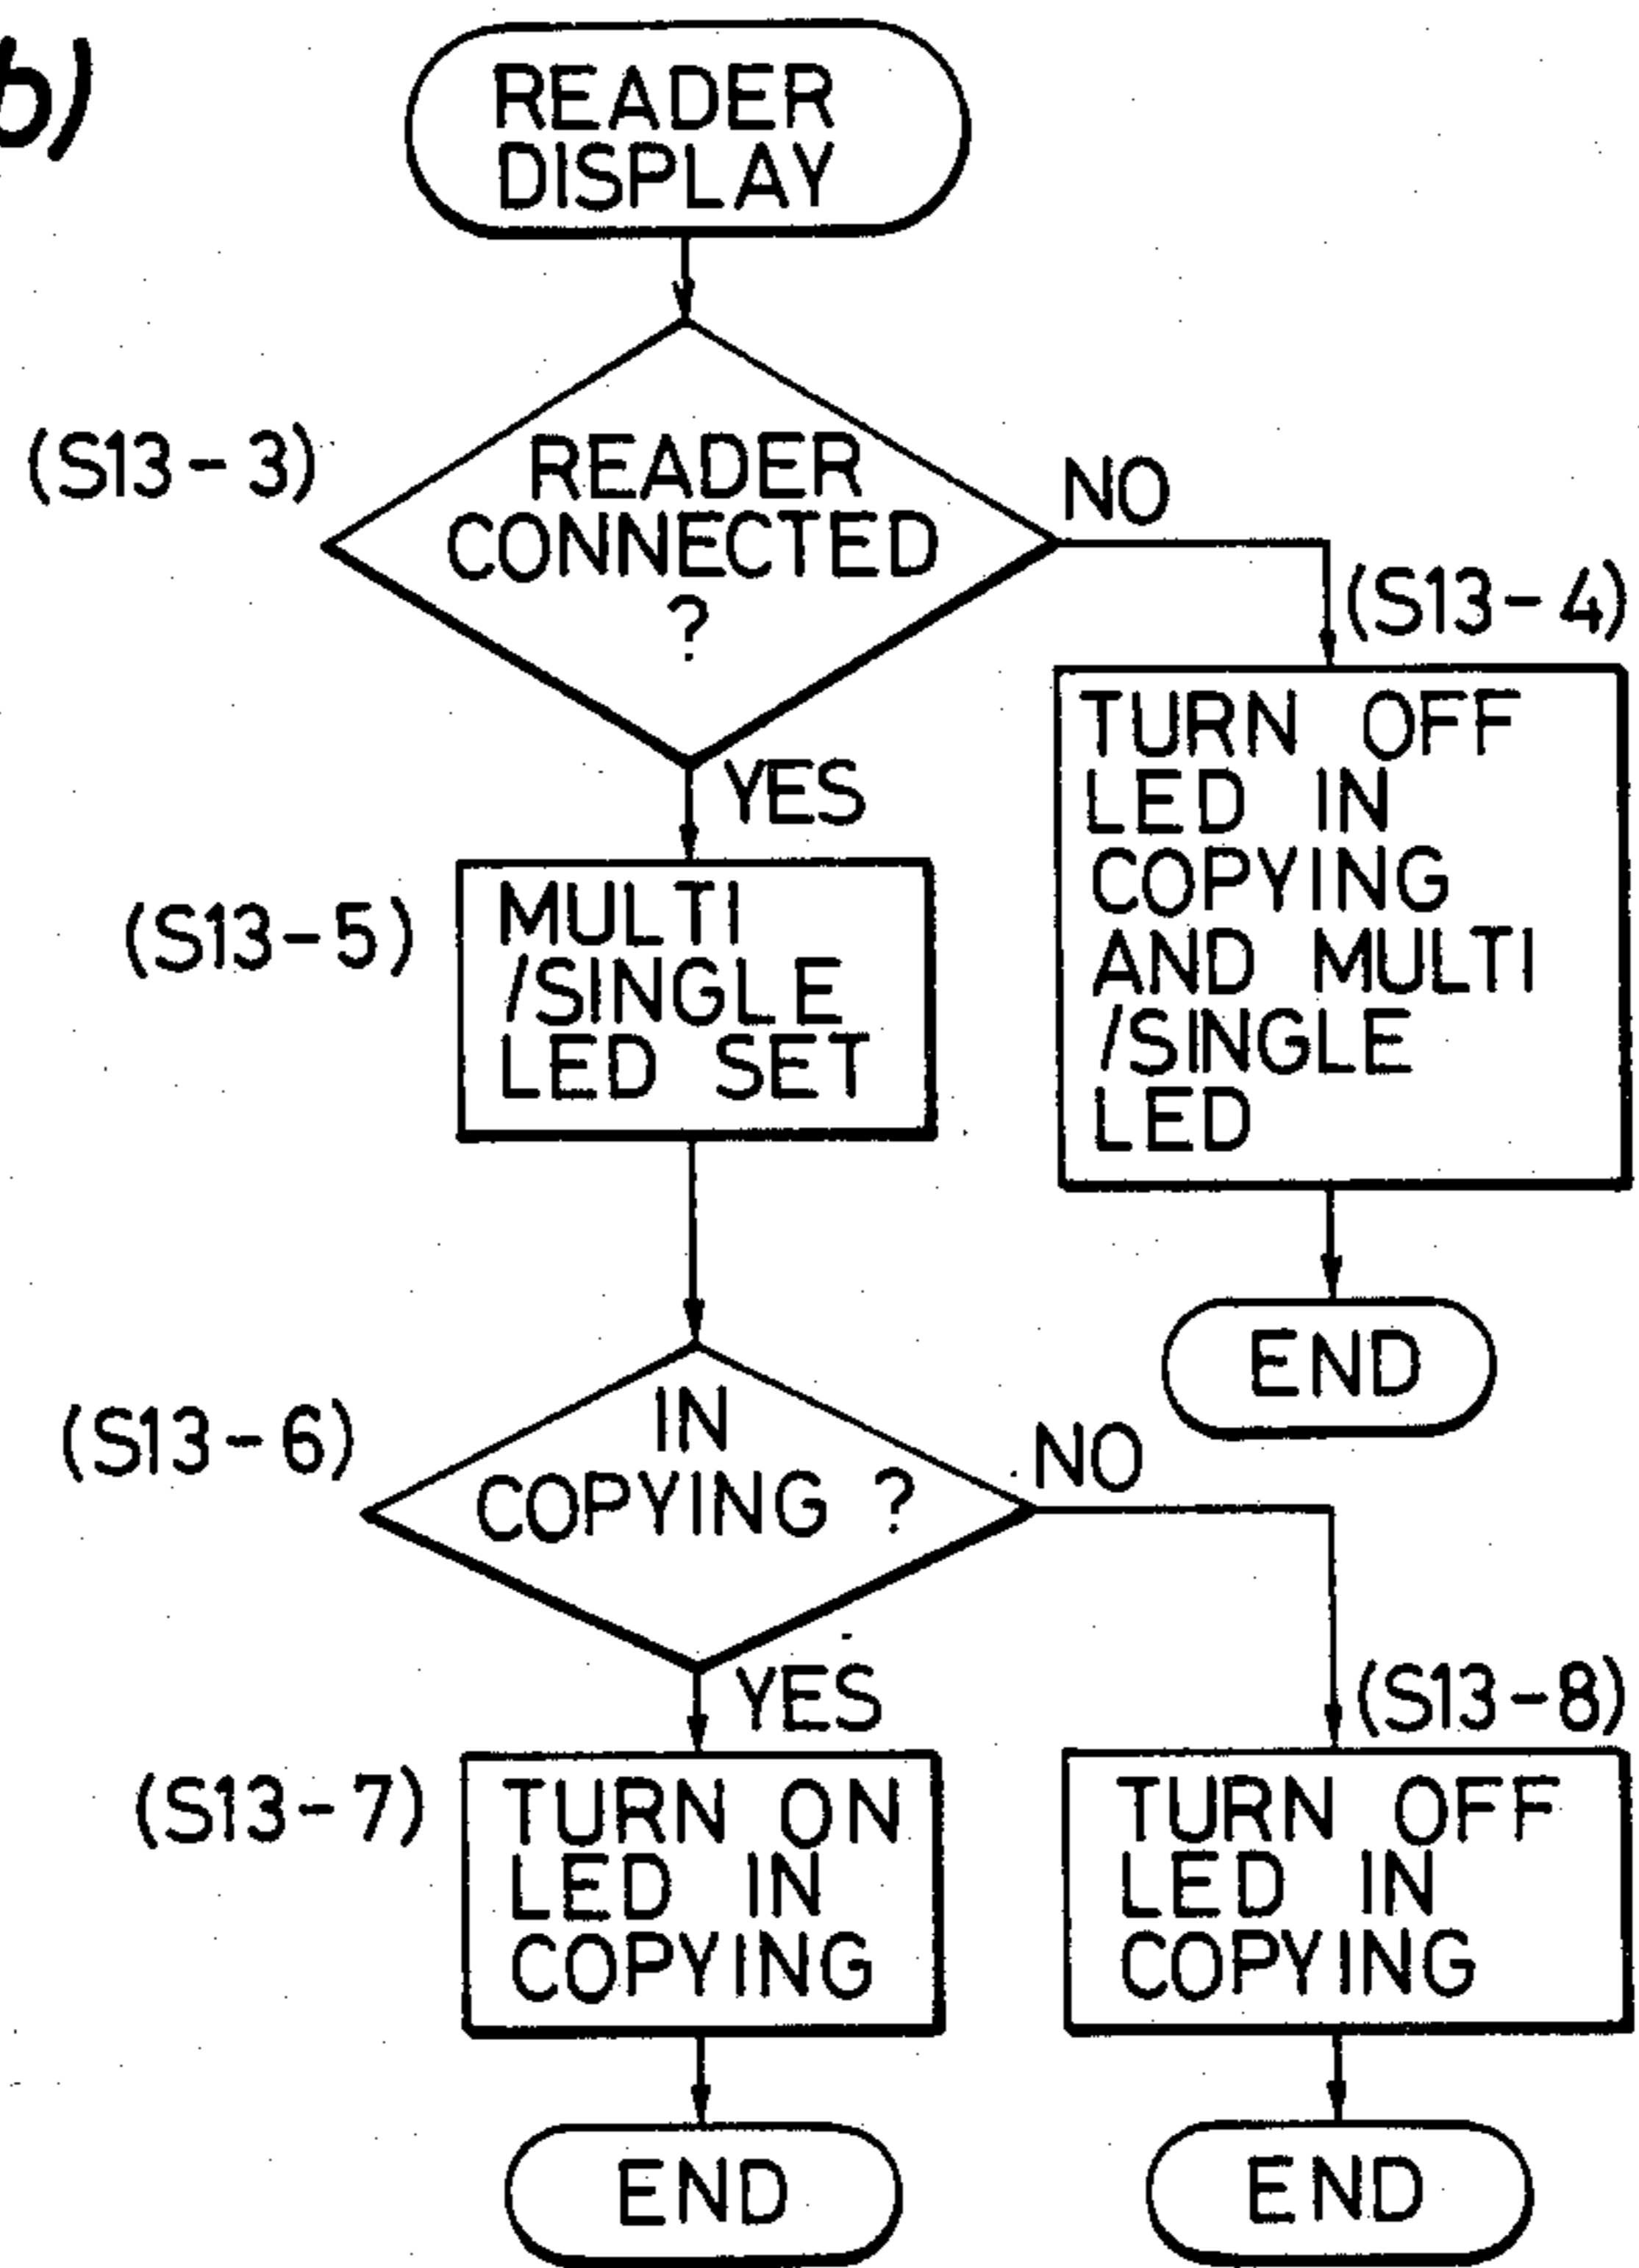 b)
READER
DISPLAY
(S13-3)
READER
CONNECTED
?
NO
YES
(S13-4)
TURN OFF
LED IN
COPYING
AND MULTI
/SINGLE
LED
END
(S13-5)
MULTI
/SINGLE
LED SET
(S13-6)
IN
COPYING ?
NO
YES
(S13-7)
TURN ON
LED IN
COPYING
END
(S13-8)
TURN OFF
LED IN
COPYING
END